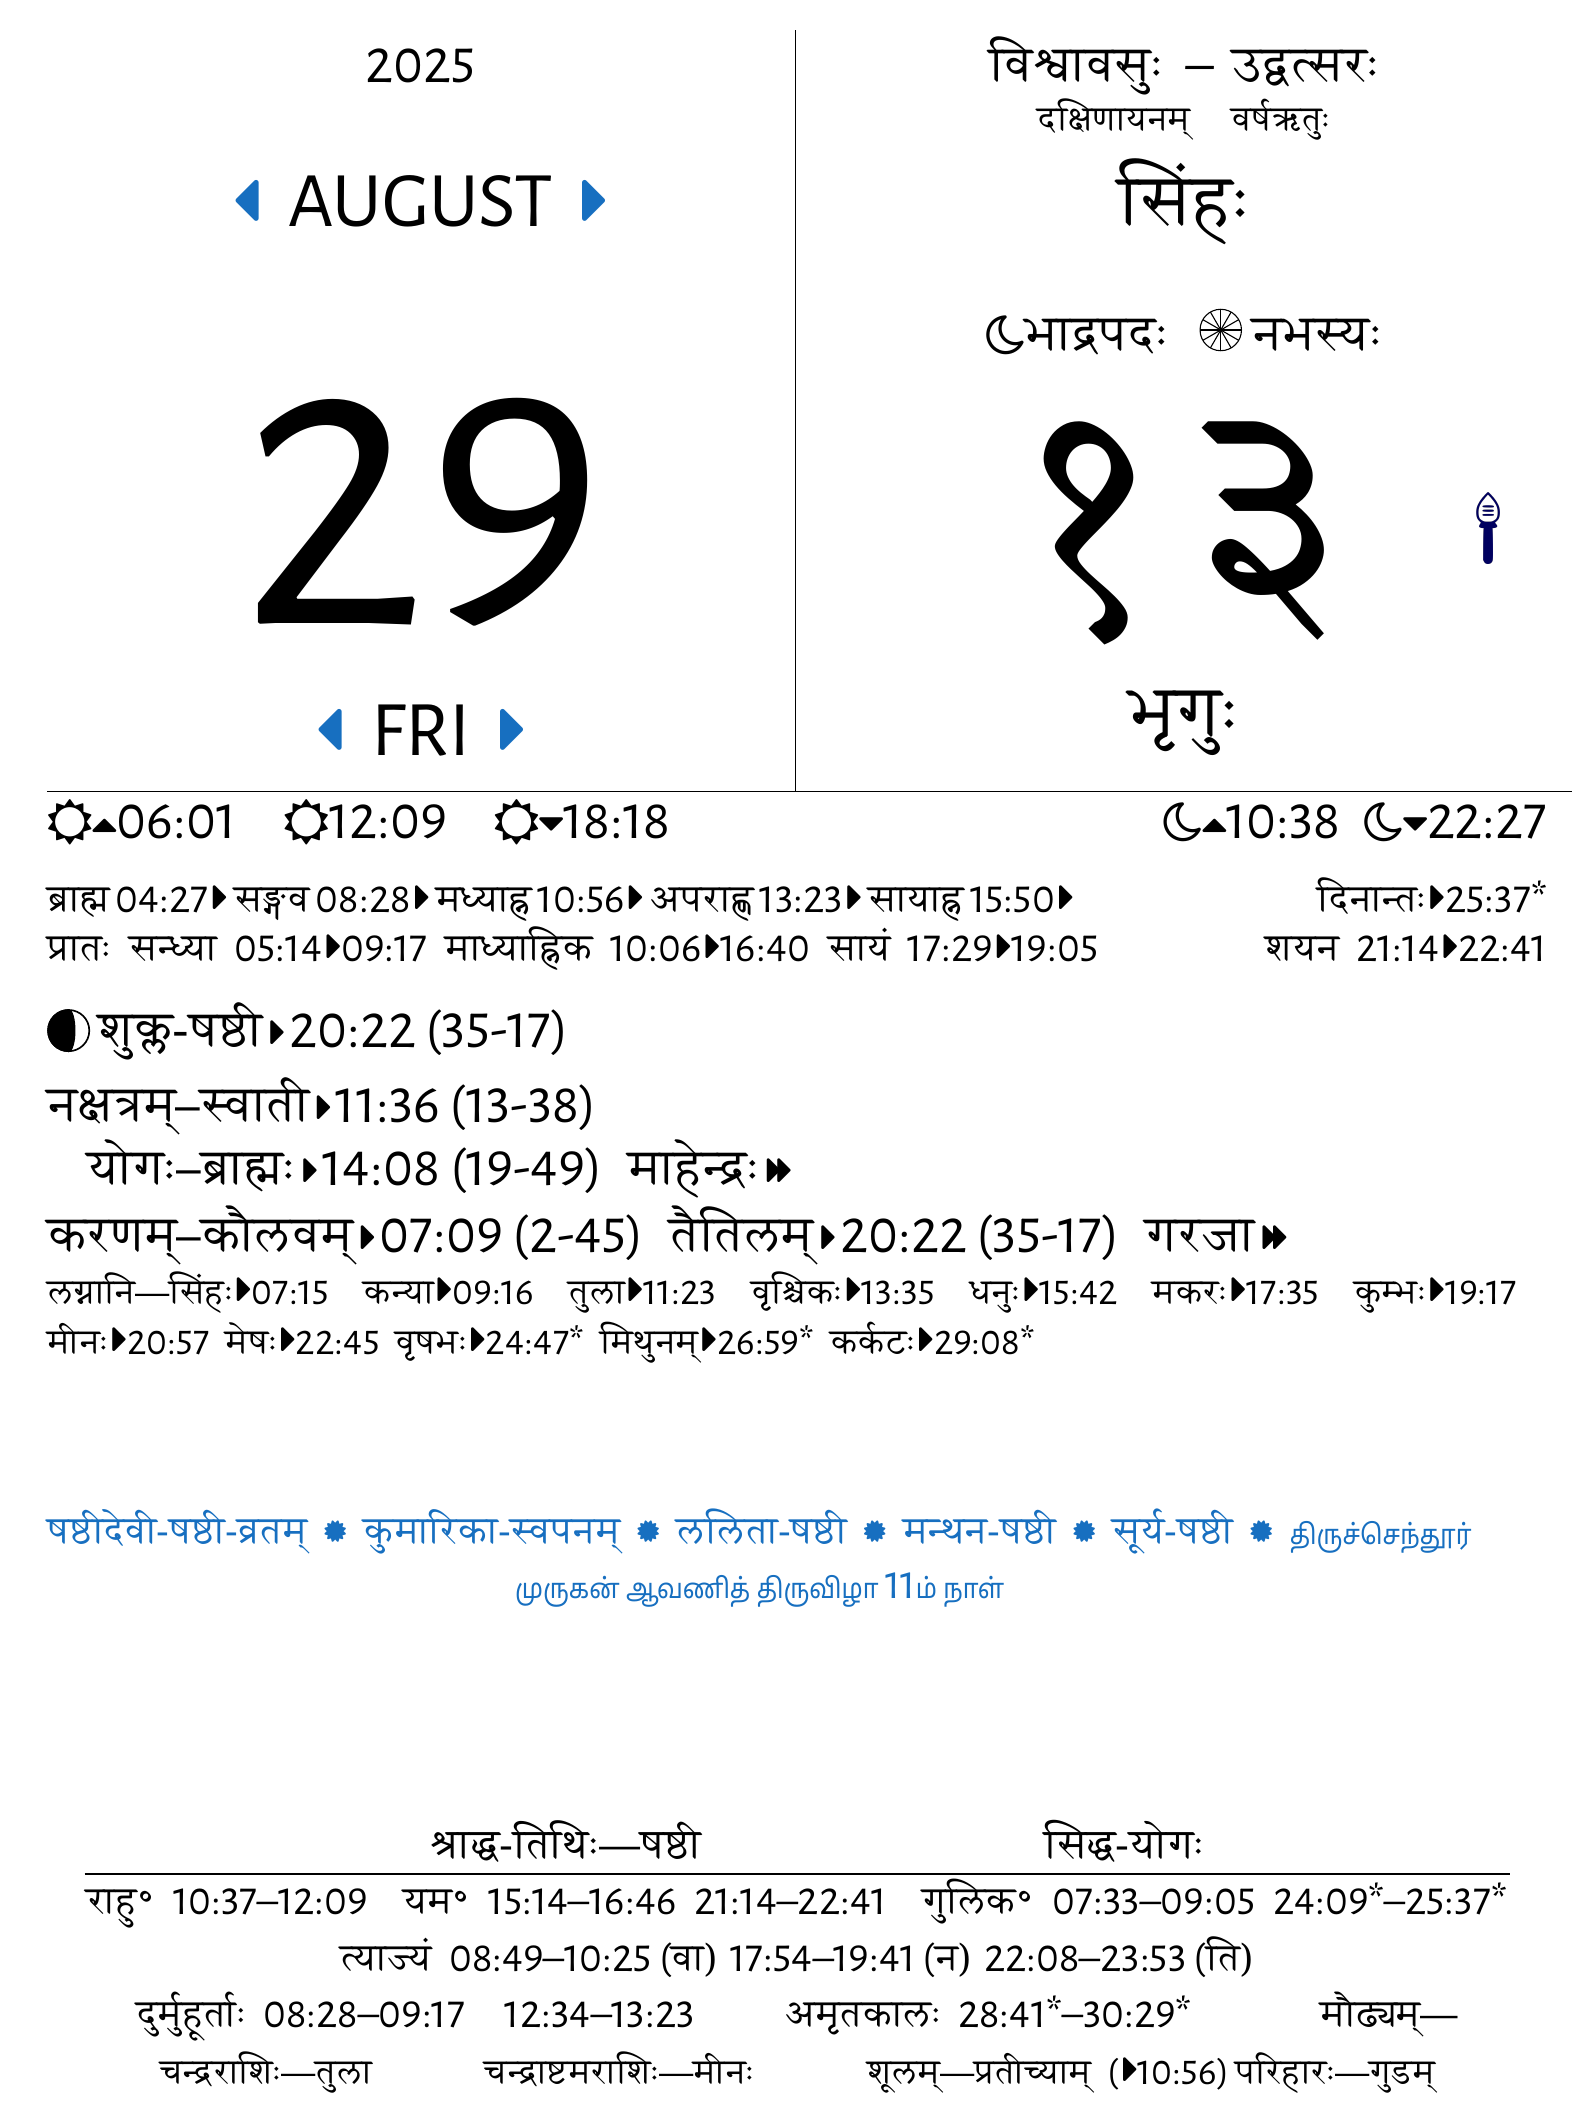 2025
AUGUST
29
FRI
विश्वावसुः – उद्वत्सरः
दक्षिणायनम् वर्षऋतुः
सिंहः
भाद्रपदः नभस्यः
१३
भृगुः
06:01 12:09 18:18 10:38 22:27
ब्राह्म 04:27 सङ्गव 08:28 मध्याह्न 10:56 अपराह्ण 13:23 सायाह्न 15:50 दिनान्तः 25:37*
प्रातः सन्ध्या 05:14 09:17 माध्याह्निक 10:06 16:40 सायं 17:29 19:05 शयन 21:14 22:41
शुक्ल-षष्ठी 20:22 (35-17)
नक्षत्रम्–स्वाती 11:36 (13-38)
योगः–ब्राह्मः 14:08 (19-49) माहेन्द्रः
करणम्–कौलवम् 07:09 (2-45) तैतिलम् 20:22 (35-17) गरजा
लग्नानि—सिंहः 07:15 कन्या 09:16 तुला 11:23 वृश्चिकः 13:35 धनुः 15:42 मकरः 17:35 कुम्भः 19:17
मीनः 20:57 मेषः 22:45 वृषभः 24:47* मिथुनम् 26:59* कर्कटः 29:08*
षष्ठीदेवी-षष्ठी-व्रतम् ✹ कुमारिका-स्वपनम् ✹ ललिता-षष्ठी ✹ मन्थन-षष्ठी ✹ सूर्य-षष्ठी ✹ திருச்செந்தூர்
முருகன் ஆவணித் திருவிழா 11ம் நாள்
श्राद्ध-तिथिः—षष्ठी सिद्ध-योगः
राहु॰ 10:37–12:09 यम॰ 15:14–16:46 21:14–22:41 गुलिक॰ 07:33–09:05 24:09*–25:37*
त्याज्यं 08:49–10:25 (वा) 17:54–19:41 (न) 22:08–23:53 (ति)
दुर्मुहूर्ताः 08:28–09:17 12:34–13:23 अमृतकालः 28:41*–30:29* मौढ्यम्—
चन्द्रराशिः—तुला चन्द्राष्टमराशिः—मीनः शूलम्—प्रतीच्याम् (10:56) परिहारः—गुडम्